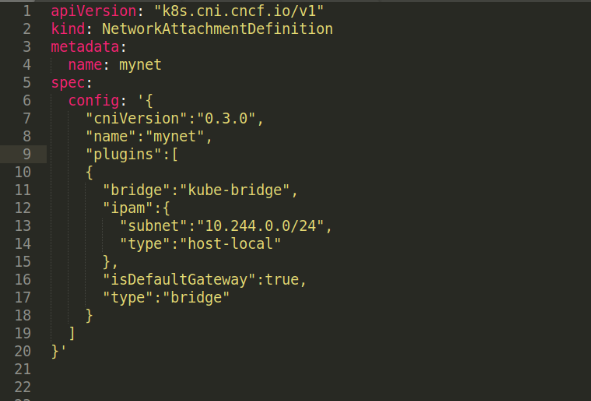 1 apiVersion: "k8s.cni.cncf.io/v1"
2 kind: NetworkAttachmentDefinition
3 metadata:
4   name: mynet
5 spec:
6   config: '{
7     "cniVersion":"0.3.0",
8     "name":"mynet",
9     "plugins":[
10     {
11       "bridge":"kube-bridge",
12       "ipam":{
13         "subnet":"10.244.0.0/24",
14         "type":"host-local"
15       },
16       "isDefaultGateway":true,
17       "type":"bridge"
18     }
19   ]
20 }'
21
22